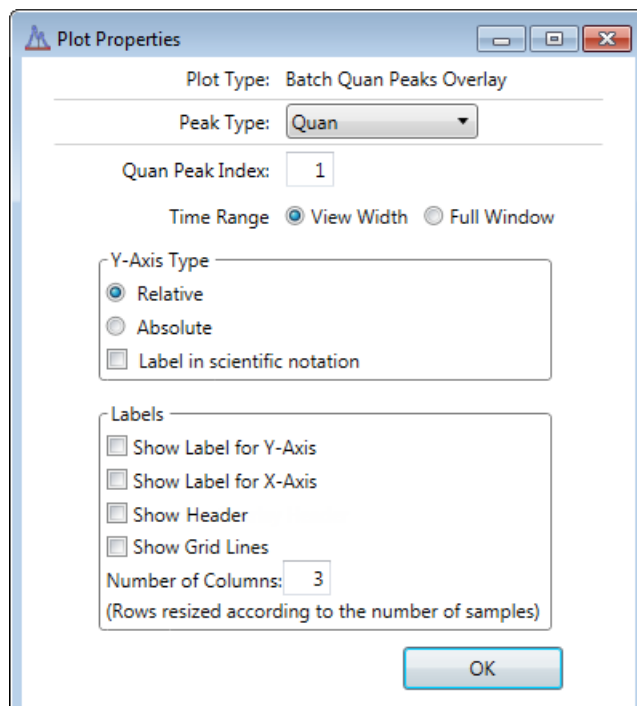 Plot Properties
Plot Type: Batch Quan Peaks Overlay
Peak Type: Quan
Quan Peak Index: 1
Time Range View Width Full Window
Y-Axis Type
Relative
Absolute
Label in scientific notation
Labels
Show Label for Y-Axis
Show Label for X-Axis
Show Header
Show Grid Lines
Number of Columns: 3
(Rows resized according to the number of samples)
OK